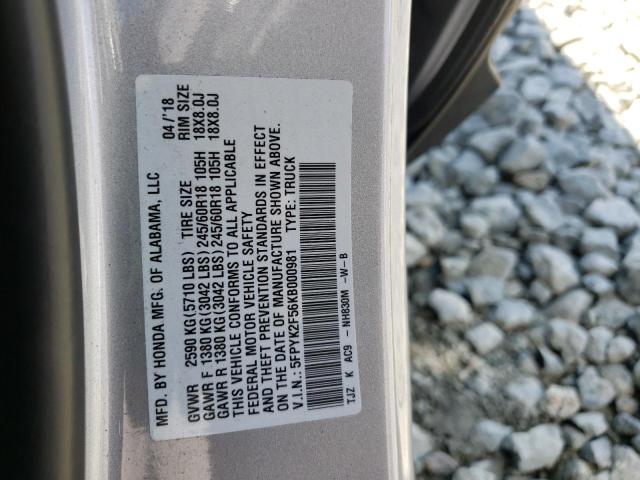 MFD. BY HONDA MFG. OF ALABAMA, LLC 04/'18
GVWR 2590 KG(5710 LBS) TIRE SIZE RIM SIZE
GAWR F 1380 KG (3042 LBS) 245/60R18 105H 18X8.0J
GAWR R 1380 KG (3042 LBS) 245/60R18 105H 18X8.0J
THIS VEHICLE CONFORMS TO ALL APPLICABLE
FEDERAL MOTOR VEHICLE SAFETY
AND THEFT PREVENTION STANDARDS IN EFFECT
ON THE DATE OF MANUFACTURE SHOWN ABOVE.
V.I.N.: 5FPYK2F56KB000981 TYPE: TRUCK
TJZ K AC9 - NH830M -W-B